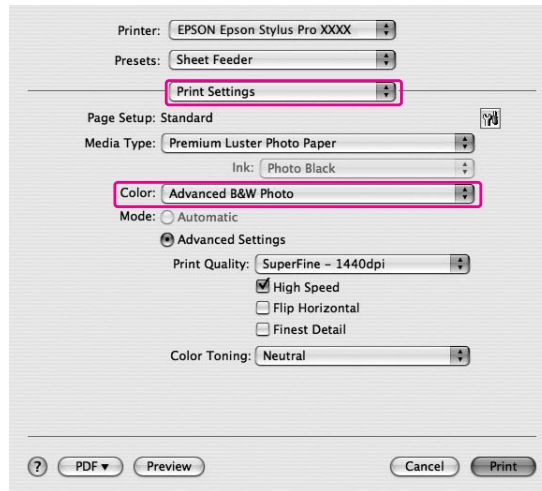 Printer: EPSON Epson Stylus Pro XXXX
Presets: Sheet Feeder
Print Settings
Page Setup: Standard
Media Type: Premium Luster Photo Paper
Ink: Photo Black
Color: Advanced B&W Photo
Mode: Automatic
Advanced Settings
Print Quality: SuperFine – 1440dpi
High Speed
Flip Horizontal
Finest Detail
Color Toning: Neutral
? PDF▼ Preview Cancel Print